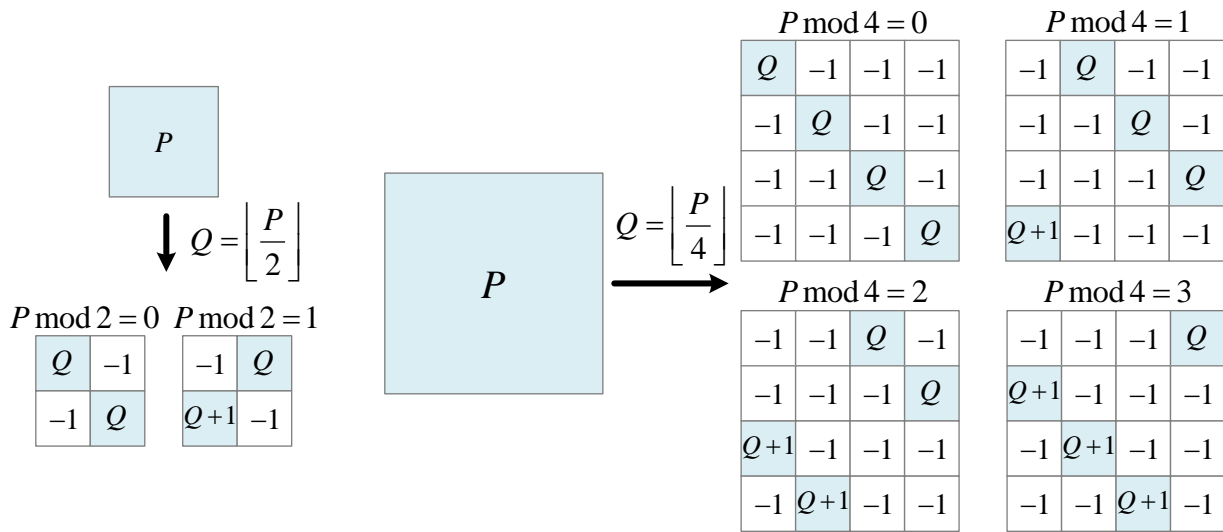 P
Q = ⌊P/2⌋
P mod 2 = 0
Q −1
−1 Q
P mod 2 = 1
−1 Q
Q+1 −1
P
Q = ⌊P/4⌋
P mod 4 = 0
Q −1 −1 −1
−1 Q −1 −1
−1 −1 Q −1
−1 −1 −1 Q
P mod 4 = 1
−1 Q −1 −1
−1 −1 Q −1
−1 −1 −1 Q
Q+1 −1 −1 −1
P mod 4 = 2
−1 −1 Q −1
−1 −1 −1 Q
Q+1 −1 −1 −1
−1 Q+1 −1 −1
P mod 4 = 3
−1 −1 −1 Q
Q+1 −1 −1 −1
−1 Q+1 −1 −1
−1 −1 Q+1 −1